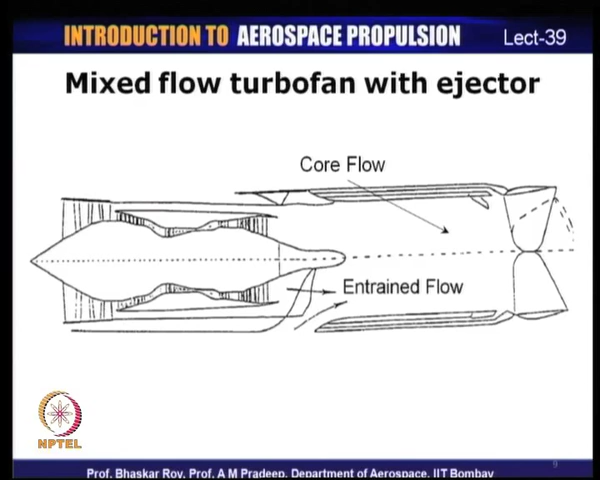 INTRODUCTION TO AEROSPACE PROPULSION Lect-39
Mixed flow turbofan with ejector
Core Flow
Entrained Flow
NPTEL
9
Prof. Bhaskar Roy, Prof. A M Pradeep, Department of Aerospace, IIT Bombay